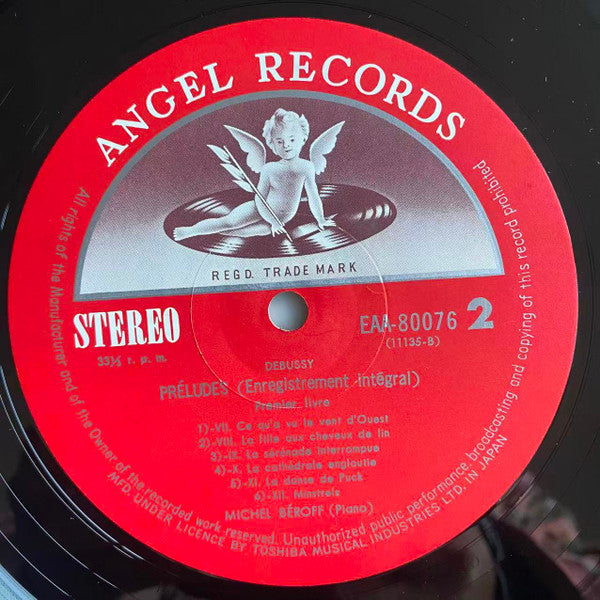 ANGEL RECORDS
REGD. TRADE MARK
STEREO
33⅓ r. p. m.
EAA-80076 2
(11135-B)
DEBUSSY
PRÉLUDES (Enregistrement intégral)
Premier livre
1)-VII. Ce qu'a vu le vent d'Ouest
2)-VIII. La fille aux cheveux de lin
3)-IX. La sérénade interrompue
4)-X. La cathédrale engloutie
5)-XI. La danse de Puck
6)-XII. Minstrels
MICHEL BÉROFF (Piano)
All rights of the Manufacturer and of the Owner of the recorded work reserved. Unauthorized public performance, broadcasting and copying of this record prohibited
MFD. UNDER LICENCE BY TOSHIBA MUSICAL INDUSTRIES LTD. IN JAPAN